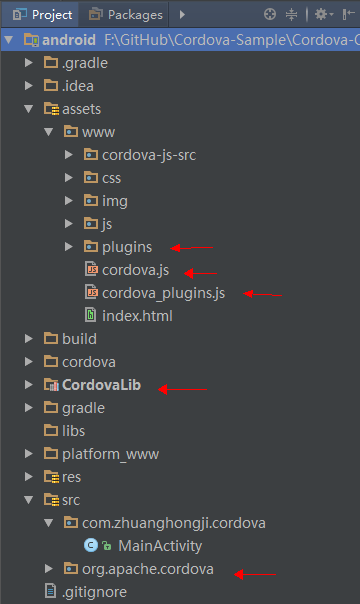 Project Packages
android F:\GitHub\Cordova-Sample\Cordova-C
.gradle
.idea
assets
www
cordova-js-src
css
img
js
plugins
cordova.js
cordova_plugins.js
index.html
build
cordova
CordovaLib
gradle
libs
platform_www
res
src
com.zhuanghongji.cordova
MainActivity
org.apache.cordova
.gitignore